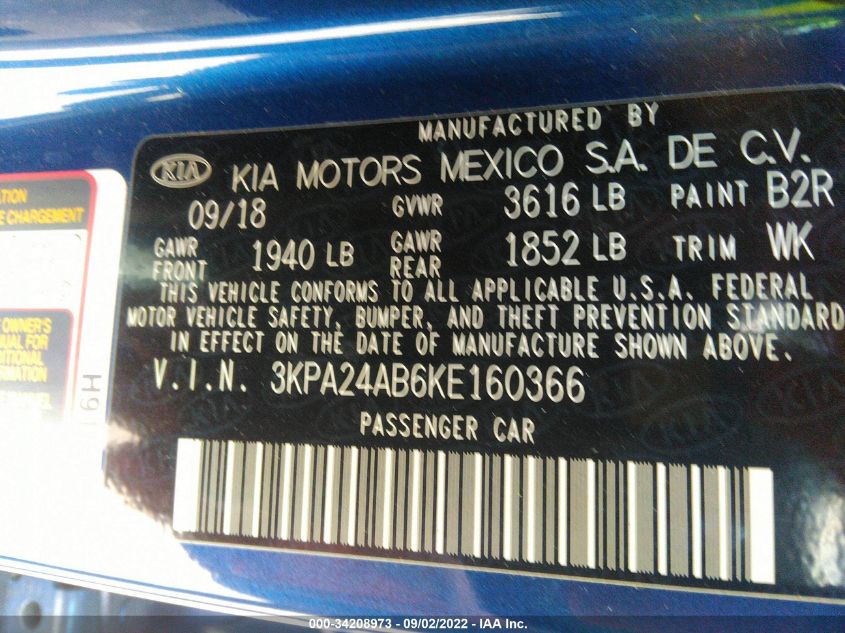 MANUFACTURED BY
KIA KIA MOTORS MEXICO S.A. DE C.V.
09/18 GVWR 3616 LB PAINT B2R
GAWR FRONT 1940 LB GAWR REAR 1852 LB TRIM WK
THIS VEHICLE CONFORMS TO ALL APPLICABLE U.S.A. FEDERAL
MOTOR VEHICLE SAFETY, BUMPER, AND THEFT PREVENTION STANDARD
IN EFFECT ON THE DATE OF MANUFACTURE SHOWN ABOVE.
V.I.N. 3KPA24AB6KE160366
PASSENGER CAR
CHARGEMENT
OWNER'S
000-34208973 - 09/02/2022 - IAA Inc.